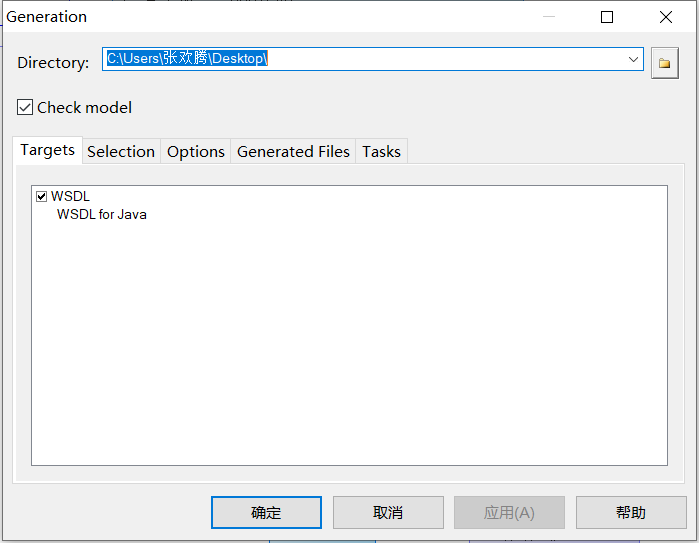 Generation
Directory: C:\Users\张欢腾\Desktop\
Check model
Targets Selection Options Generated Files Tasks
WSDL
WSDL for Java
确定 取消 应用(A) 帮助